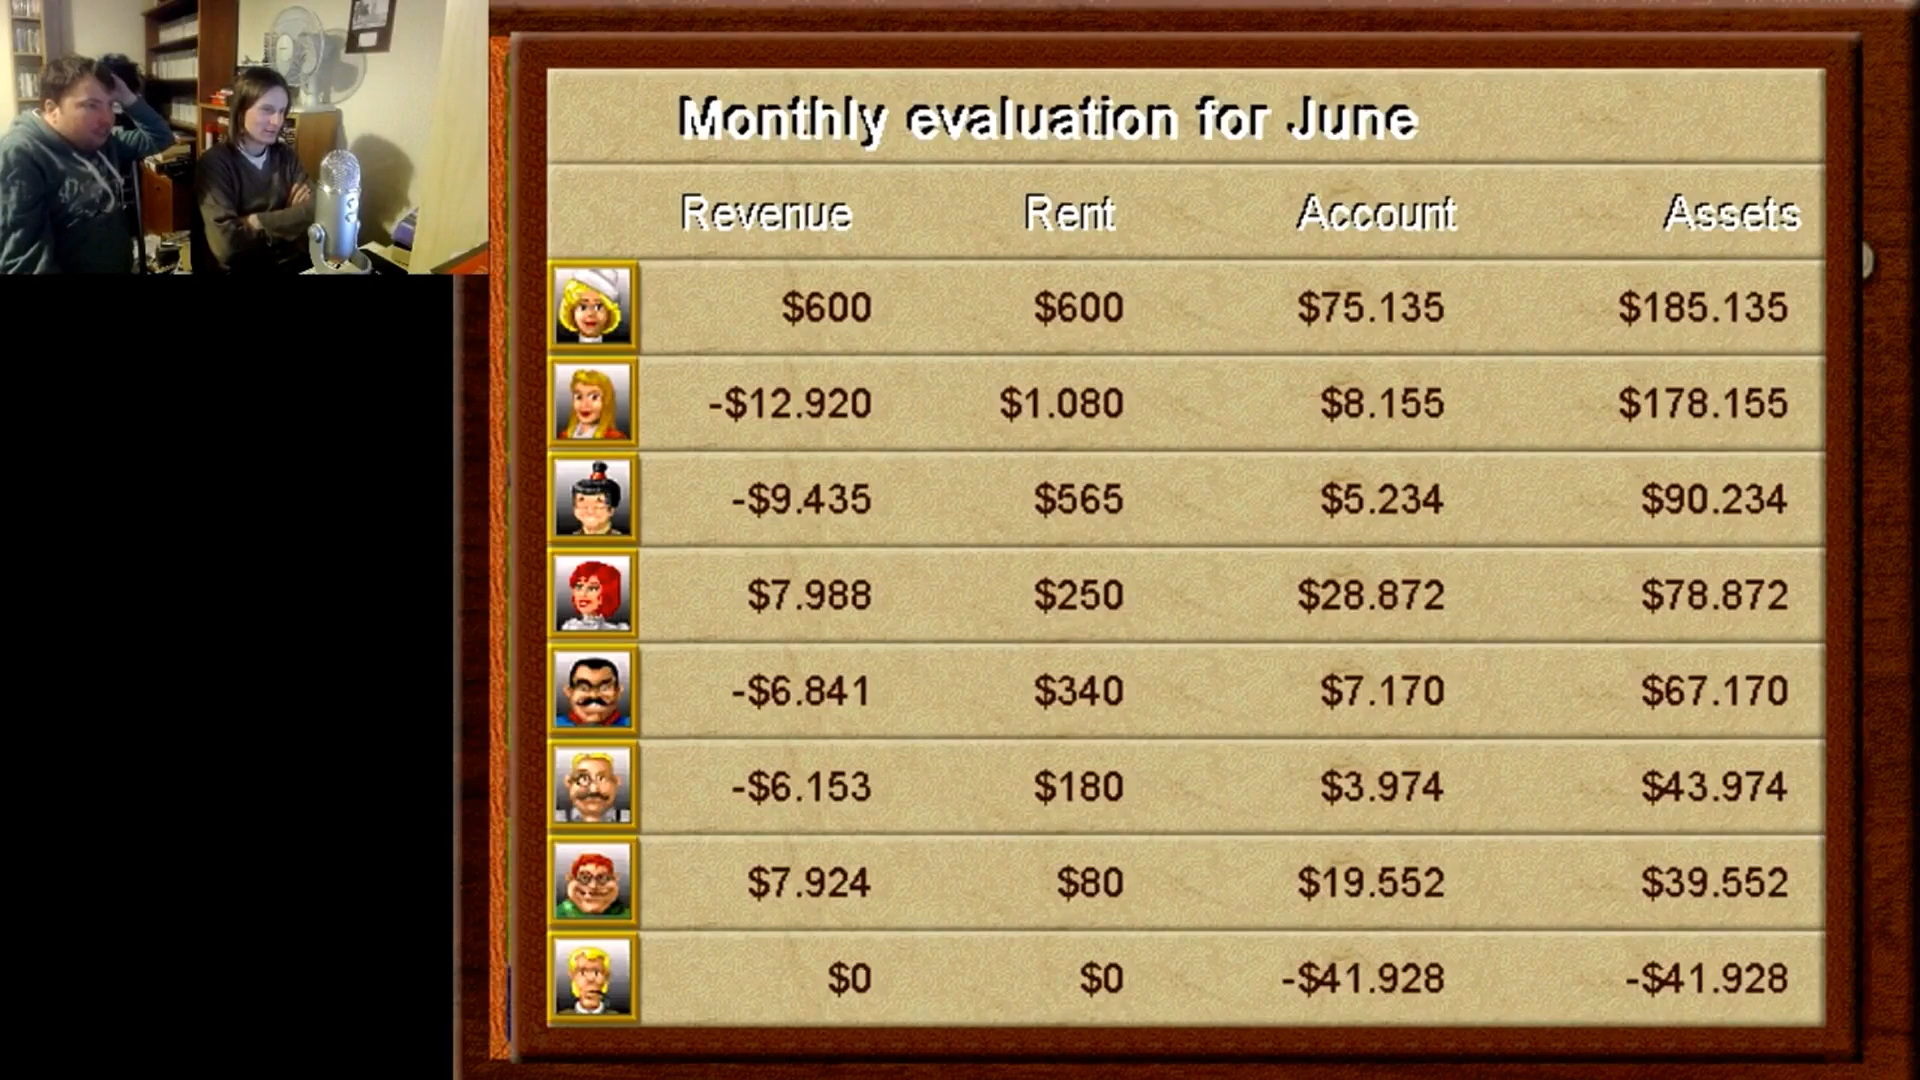 Monthly evaluation for June
Revenue Rent Account Assets
$600 $600 $75.135 $185.135
-$12.920 $1.080 $8.155 $178.155
-$9.435 $565 $5.234 $90.234
$7.988 $250 $28.872 $78.872
-$6.841 $340 $7.170 $67.170
-$6.153 $180 $3.974 $43.974
$7.924 $80 $19.552 $39.552
$0 $0 -$41.928 -$41.928